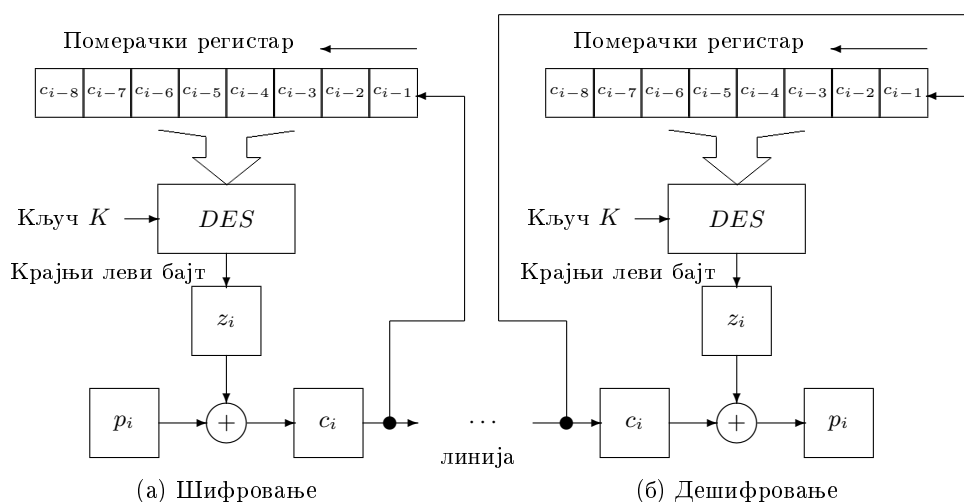 Померачки регистар
Померачки регистар
c_{i−8} c_{i−7} c_{i−6} c_{i−5} c_{i−4} c_{i−3} c_{i−2} c_{i−1}
c_{i−8} c_{i−7} c_{i−6} c_{i−5} c_{i−4} c_{i−3} c_{i−2} c_{i−1}
Кључ K
DES
Кључ K
DES
Крајњи леви бајт
Крајњи леви бајт
z_i
z_i
p_i
+
c_i
...
c_i
+
p_i
линија
(а) Шифровање
(б) Дешифровање